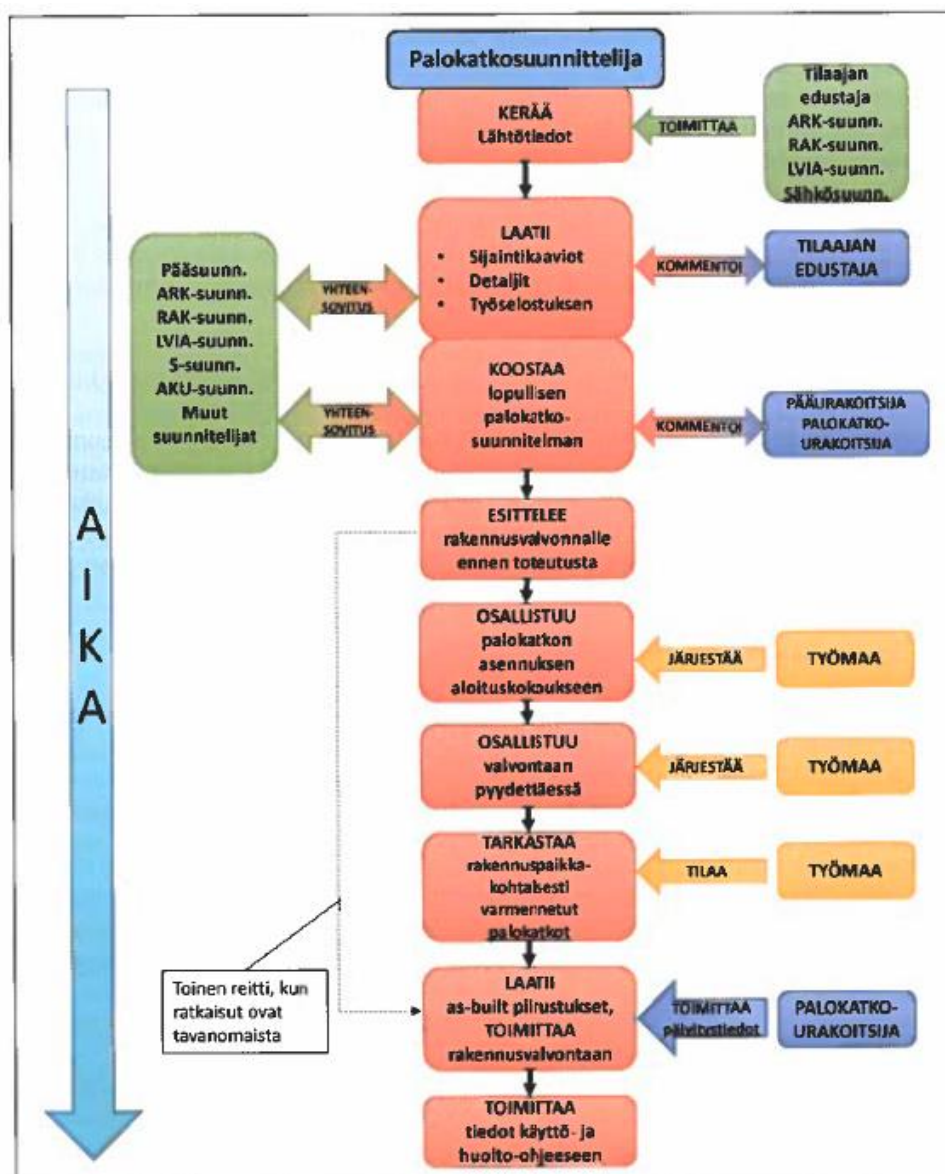 Palokatkosuunnittelija
KERÄÄ
Lähtötiedot
TOIMITTAA
Tilaajan
edustaja
ARK-suunn.
RAK-suunn.
LVIA-suunn.
Sähkösuunn.
LAATII
• Sijaintikaaviot
• Detaljit
• Työselostuksen
KOMMENTOI
TILAAJAN
EDUSTAJA
Pääsuunn.
ARK-suunn.
RAK-suunn.
LVIA-suunn.
S-suunn.
AKU-suunn.
Muut
suunnitelijat
YHTEEN-
SOVITUS
YHTEEN-
SOVITUS
KOOSTAA
lopullisen
palokatko-
suunnitelman
KOMMENTOI
PÄÄURAKOITSIJA
PALOKATKO-
URAKOITSIJA
ESITTELEE
rakennusvalvonnalle
ennen toteutusta
AIKA
OSALLISTUU
palokatkon
asennuksen
aloituskokoukseen
JÄRJESTÄÄ
TYÖMAA
OSALLISTUU
valvontaan
pyydettäessä
JÄRJESTÄÄ
TYÖMAA
TARKASTAA
rakennuspaikka-
kohtaisesti
varmennetut
palokatkot
TILAA
TYÖMAA
Toinen reitti, kun
ratkaisut ovat
tavanomaista
LAATII
as-built piirustukset,
TOIMITTAA
rakennusvalvontaan
TOIMITTAA
päivitystiedot
PALOKATKO-
URAKOITSIJA
TOIMITTAA
tiedot käyttö- ja
huolto-ohjeeseen